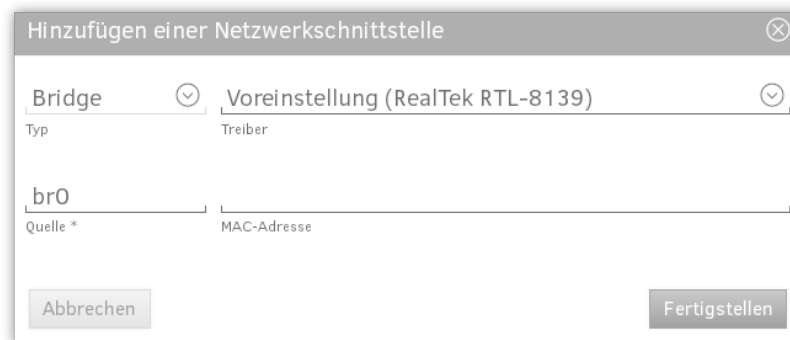 Hinzufügen einer Netzwerkschnittstelle
Bridge Voreinstellung (RealTek RTL-8139)
Typ Treiber
br0
Quelle * MAC-Adresse
Abbrechen Fertigstellen